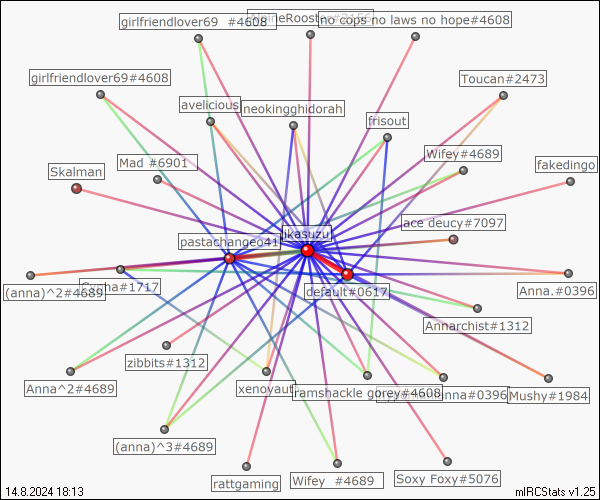 girlfriendlover69 #4608
no cops no laws no hope#4608
girlfriendlover69#4608
Toucan#2473
avelicious
neokingghidorah
frisout
Mad #6901
Wifey#4689
fakedingo
Skalman
ace deucy#7097
jkasuzu
pastachangeo41
(anna)^2#4689
#1717
default#0617
Anna.#0396
Annarchist#1312
zibbits#1312
Anna^2#4689
xenoyaut
ramshackle gorey#4608
anna#0396
Mushy#1984
(anna)^3#4689
rattgaming
Wifey #4689
Soxy Foxy#5076
14.8.2024 18:13
mIRCStats v1.25